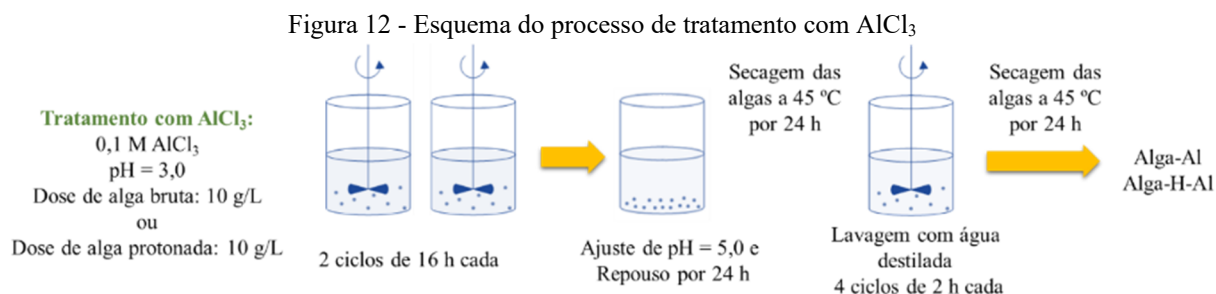 Figura 12 - Esquema do processo de tratamento com AlCl₃
Tratamento com AlCl₃:
0,1 M AlCl₃
pH = 3,0
Dose de alga bruta: 10 g/L
ou
Dose de alga protonada: 10 g/L
2 ciclos de 16 h cada
Ajuste de pH = 5,0 e
Repouso por 24 h
Secagem das
algas a 45 ºC
por 24 h
Lavagem com água
destilada
4 ciclos de 2 h cada
Secagem das
algas a 45 ºC
por 24 h
Alga-Al
Alga-H-Al